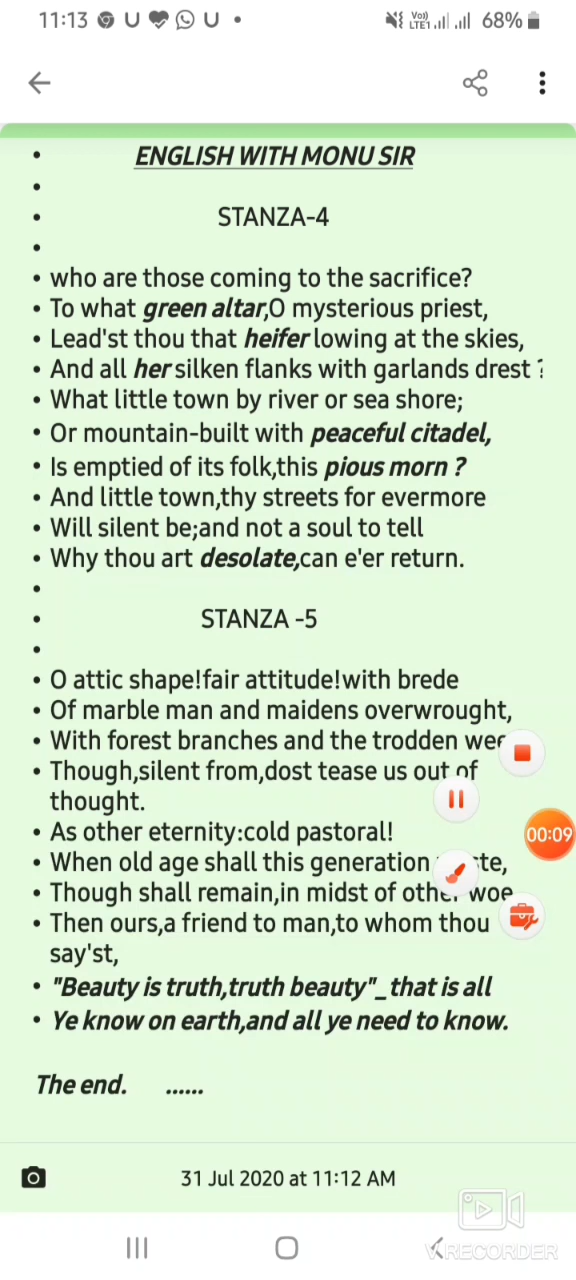 11:13 U U • Vo)) LTE1 68%
ENGLISH WITH MONU SIR
STANZA-4
• who are those coming to the sacrifice?
• To what green altar,O mysterious priest,
• Lead'st thou that heifer lowing at the skies,
• And all her silken flanks with garlands drest ?
• What little town by river or sea shore;
• Or mountain-built with peaceful citadel,
• Is emptied of its folk,this pious morn ?
• And little town,thy streets for evermore
• Will silent be;and not a soul to tell
• Why thou art desolate,can e'er return.
STANZA -5
• O attic shape!fair attitude!with brede
• Of marble man and maidens overwrought,
• With forest branches and the trodden
• Though,silent from,dost tease us out of
thought.
• As other eternity:cold pastoral!
00:09
• When old age shall this generation
• Though shall remain,in midst of other woe
• Then ours,a friend to man,to whom thou
say'st,
• "Beauty is truth,truth beauty"_that is all
• Ye know on earth,and all ye need to know.
The end. ......
31 Jul 2020 at 11:12 AM
V RECORDER